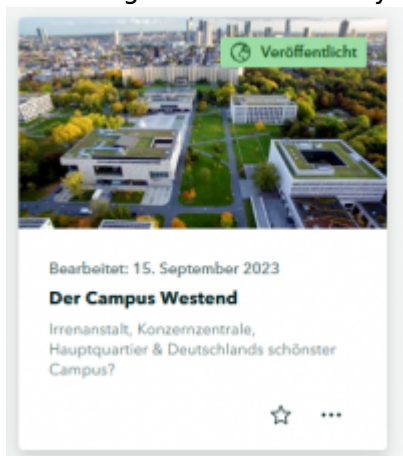 Veröffentlicht
Bearbeitet: 15. September 2023
Der Campus Westend
Irrenanstalt, Konzernzentrale,
Hauptquartier & Deutschlands schönster
Campus?